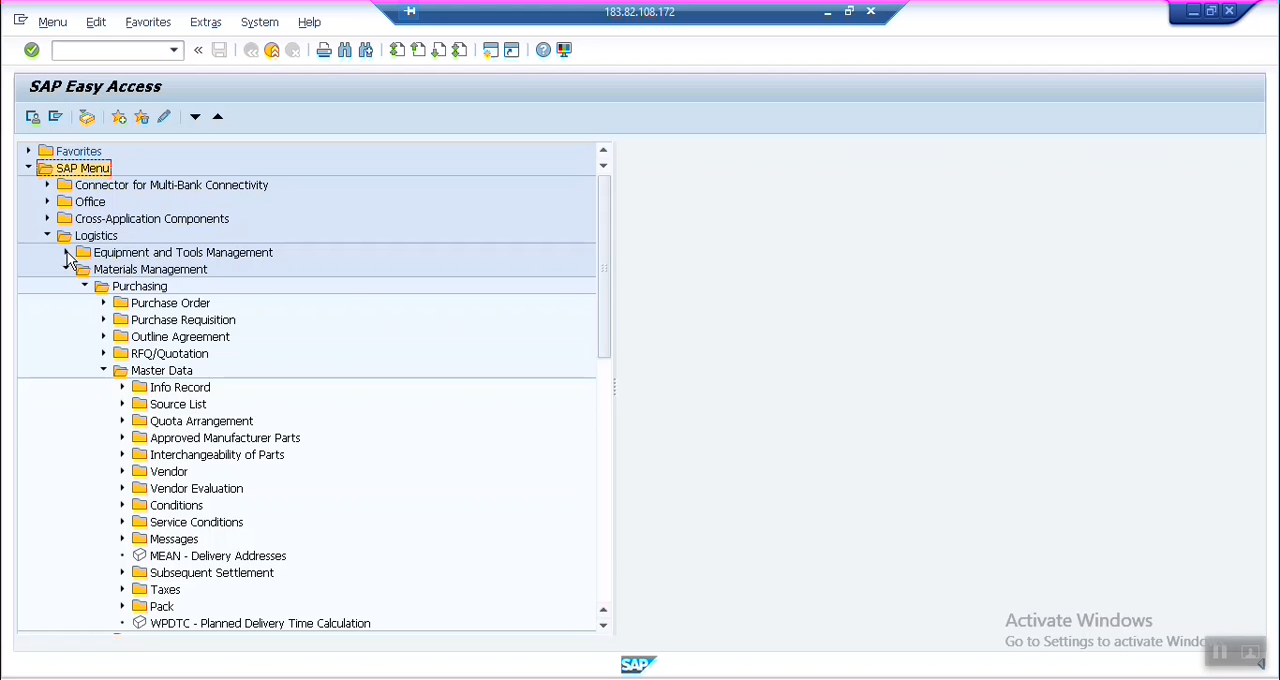 183.82.108.172
Menu Edit Favorites Extras System Help
SAP Easy Access
Favorites
SAP Menu
Connector for Multi-Bank Connectivity
Office
Cross-Application Components
Logistics
Equipment and Tools Management
Materials Management
Purchasing
Purchase Order
Purchase Requisition
Outline Agreement
RFQ/Quotation
Master Data
Info Record
Source List
Quota Arrangement
Approved Manufacturer Parts
Interchangeability of Parts
Vendor
Vendor Evaluation
Conditions
Service Conditions
Messages
MEAN - Delivery Addresses
Subsequent Settlement
Taxes
Pack
WPDTC - Planned Delivery Time Calculation
Activate Windows
Go to Settings to activate Windo
SAP